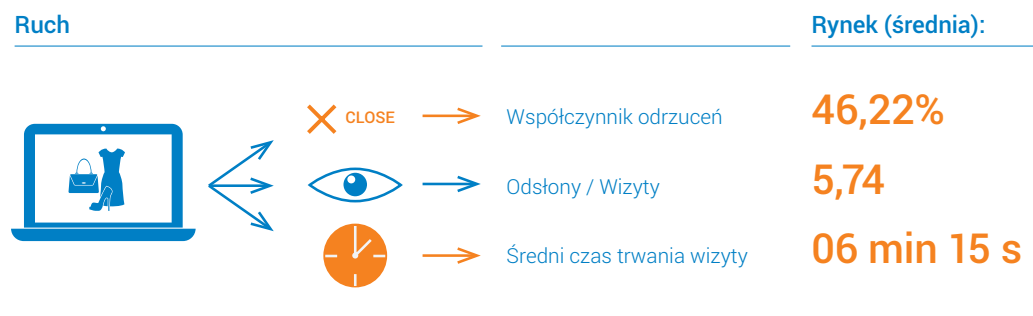 Ruch
Rynek (średnia):
CLOSE
Współczynnik odrzuceń
46,22%
Odsłony / Wizyty
5,74
Średni czas trwania wizyty
06 min 15 s